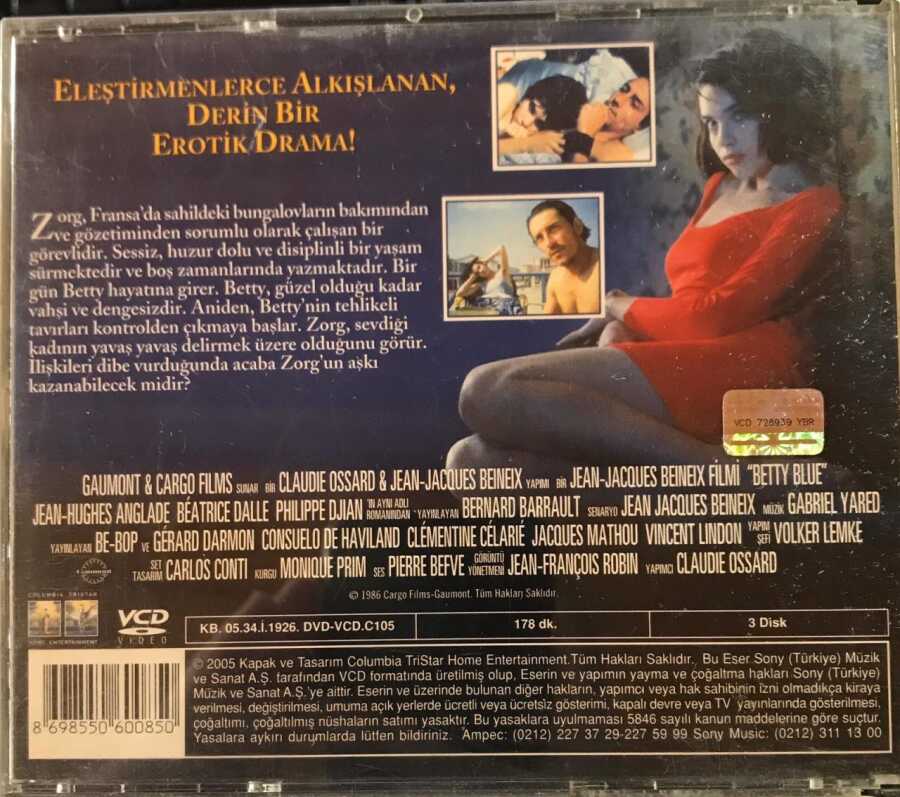 ELEŞTİRMENLERCE ALKIŞLANAN,
DERİN BİR
EROTİK DRAMA!
Zorg, Fransa'da sahildeki bungalovların bakımından
ve gözetiminden sorumlu olarak çalışan bir
görevlidir. Sessiz, huzur dolu ve disiplinli bir yaşam
sürmektedir ve boş zamanlarında yazmaktadır. Bir
gün Betty hayatına girer. Betty, güzel olduğu kadar
vahşi ve dengesizdir. Aniden, Betty'nin tehlikeli
tavırları kontrolden çıkmaya başlar. Zorg, sevdiği
kadının yavaş yavaş delirmek üzere olduğunu görür.
İlişkileri dibe vurduğunda acaba Zorg'un aşkı
kazanabilecek midir?
VCD 728939 YBR
GAUMONT & CARGO FILMS SUNAR BİR CLAUDIE OSSARD & JEAN-JACQUES BEINEIX YAPIMI BİR JEAN-JACQUES BEINEIX FİLMİ "BETTY BLUE"
JEAN-HUGHES ANGLADE BÉATRICE DALLE PHILIPPE DJIAN 'IN AYNI ADLI ROMANINDAN YAYINLAYAN BERNARD BARRAULT SENARYO JEAN JACQUES BEINEIX MÜZİK GABRIEL YARED
YAYINLAYAN BE-BOP VE GÉRARD DARMON CONSUELO DE HAVILAND CLÉMENTINE CÉLARIÉ JACQUES MATHOU VINCENT LINDON YAPIM ŞEFİ VOLKER LEMKE
SET TASARIM CARLOS CONTI KURGU MONIQUE PRIM SES PIERRE BEFVE GÖRÜNTÜ YÖNETMENİ JEAN-FRANÇOIS ROBIN YAPIMCI CLAUDIE OSSARD
© 1986 Cargo Films-Gaumont. Tüm Hakları Saklıdır.
COLUMBIA TRISTAR
HOME ENTERTAINMENT
VCD
VIDEO
KB. 05.34.İ.1926. DVD-VCD.C105
178 dk.
3 Disk
8 698550 600850
© 2005 Kapak ve Tasarım Columbia TriStar Home Entertainment.Tüm Hakları Saklıdır. Bu Eser Sony (Türkiye) Müzik
ve Sanat A.Ş. tarafından VCD formatında üretilmiş olup, Eserin ve yapımın yayma ve çoğaltma hakları Sony (Türkiye)
Müzik ve Sanat A.Ş.'ye aittir. Eserin ve üzerinde bulunan diğer hakların, yapımcı veya hak sahibinin izni olmadıkça kiraya
verilmesi, değiştirilmesi, umuma açık yerlerde ücretli veya ücretsiz gösterimi, kapalı devre veya TV yayınlarında gösterilmesi,
çoğaltımı, çoğaltılmış nüshaların satımı yasaktır. Bu yasaklara uyulmaması 5846 sayılı kanun maddelerine göre suçtur.
Yasalara aykırı durumlarda lütfen bildiriniz. Ampec: (0212) 227 37 29-227 59 99 Sony Music: (0212) 311 13 00